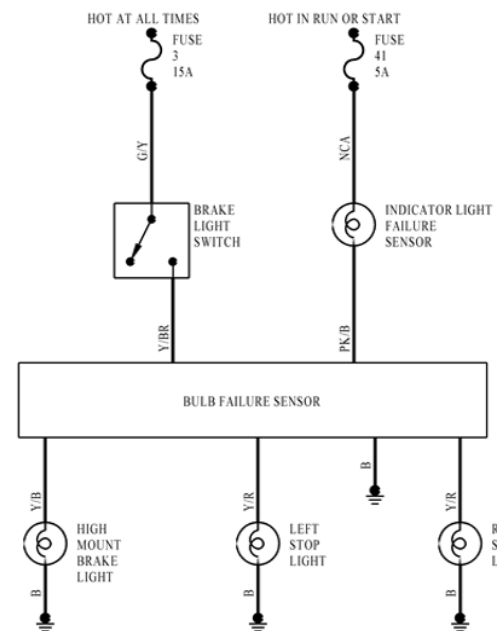 HOT AT ALL TIMES
HOT IN RUN OR START
FUSE
3
15A
FUSE
41
5A
G/Y
NCA
BRAKE
LIGHT
SWITCH
INDICATOR LIGHT
FAILURE
SENSOR
Y/BR
PK/B
BULB FAILURE SENSOR
Y/B
Y/R
B
Y/R
HIGH
MOUNT
BRAKE
LIGHT
LEFT
STOP
LIGHT
R
S
L
B
B
B